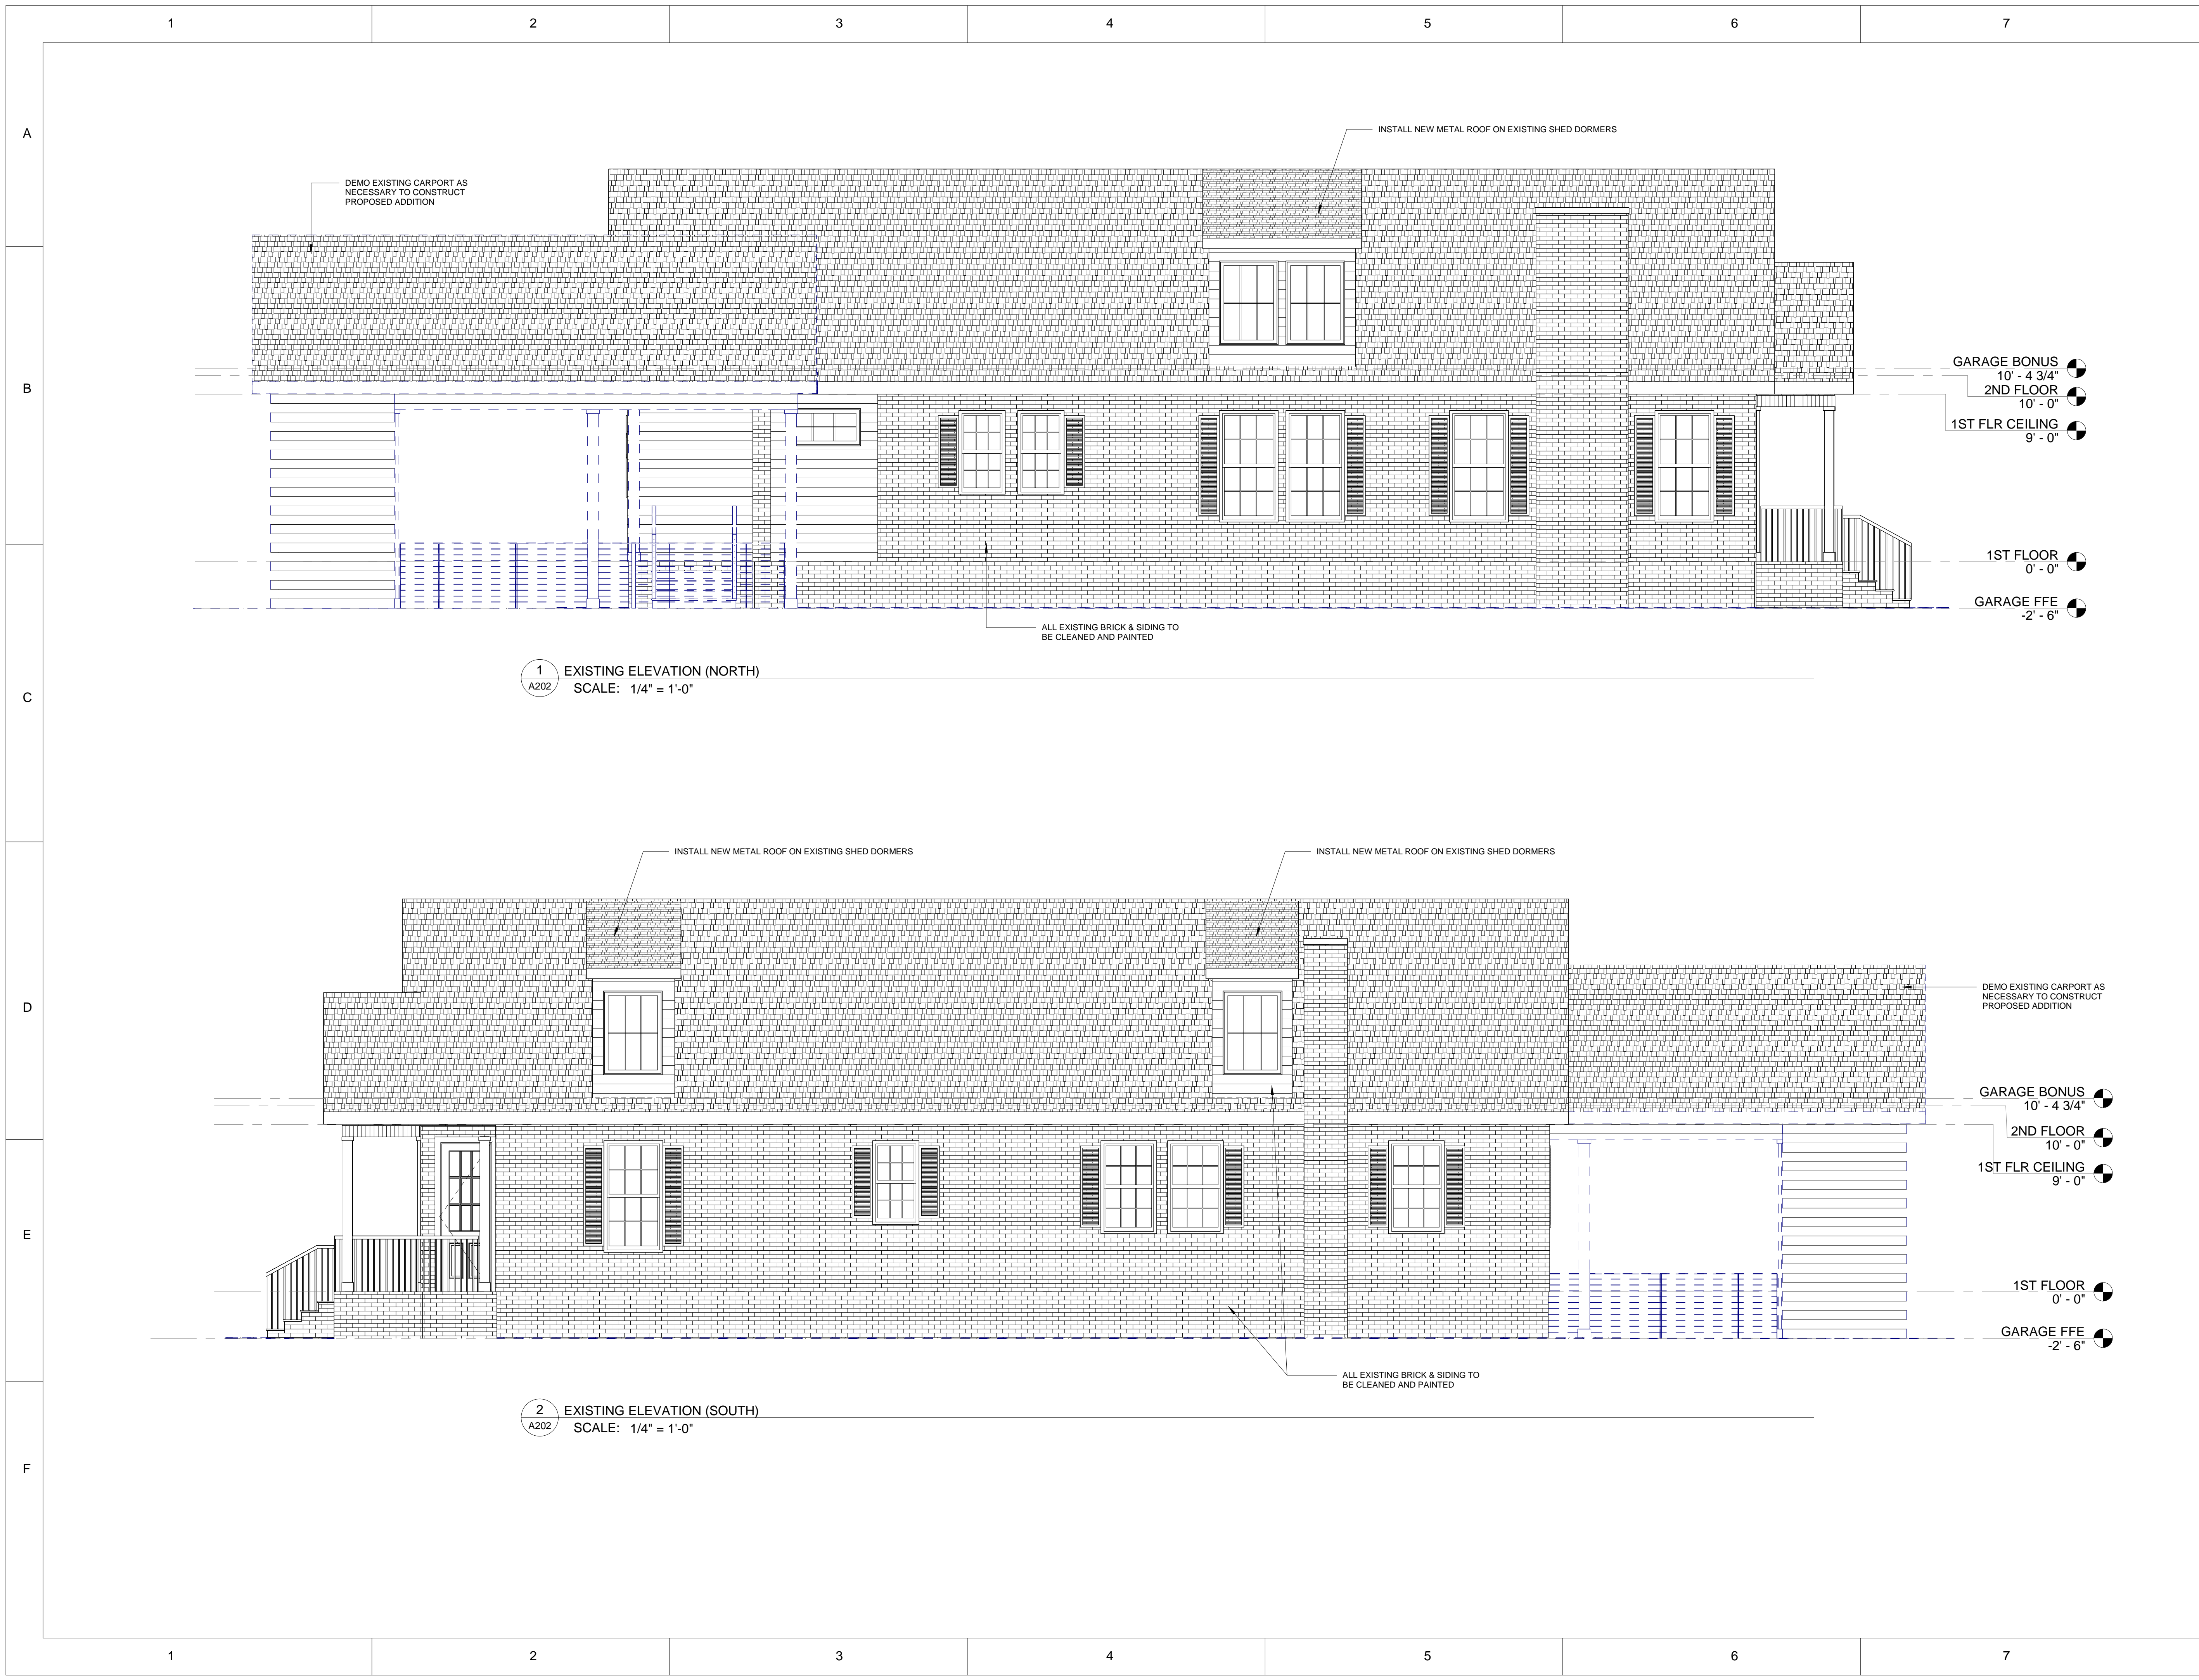 1 2 3 4 5 6 7
A
INSTALL NEW METAL ROOF ON EXISTING SHED DORMERS
DEMO EXISTING CARPORT AS
NECESSARY TO CONSTRUCT
PROPOSED ADDITION
B
GARAGE BONUS
10' - 4 3/4"
2ND FLOOR
10' - 0"
1ST FLR CEILING
9' - 0"
1ST FLOOR
0' - 0"
GARAGE FFE
-2' - 6"
ALL EXISTING BRICK & SIDING TO
BE CLEANED AND PAINTED
1
A202
EXISTING ELEVATION (NORTH)
SCALE: 1/4" = 1'-0"
C
INSTALL NEW METAL ROOF ON EXISTING SHED DORMERS
INSTALL NEW METAL ROOF ON EXISTING SHED DORMERS
D
DEMO EXISTING CARPORT AS
NECESSARY TO CONSTRUCT
PROPOSED ADDITION
GARAGE BONUS
10' - 4 3/4"
2ND FLOOR
10' - 0"
1ST FLR CEILING
9' - 0"
E
1ST FLOOR
0' - 0"
GARAGE FFE
-2' - 6"
ALL EXISTING BRICK & SIDING TO
BE CLEANED AND PAINTED
2
A202
EXISTING ELEVATION (SOUTH)
SCALE: 1/4" = 1'-0"
F
1 2 3 4 5 6 7